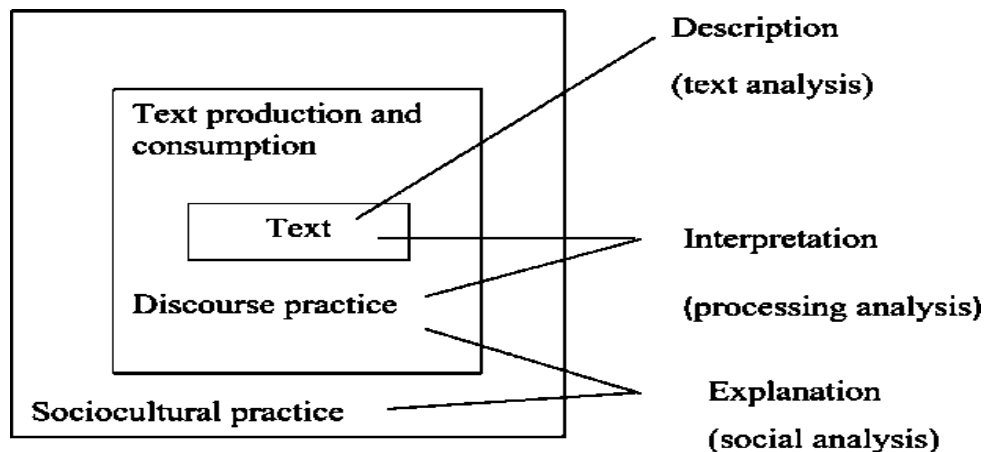 Description
(text analysis)
Text production and
consumption
Text
Interpretation
Discourse practice
(processing analysis)
Sociocultural practice
Explanation
(social analysis)